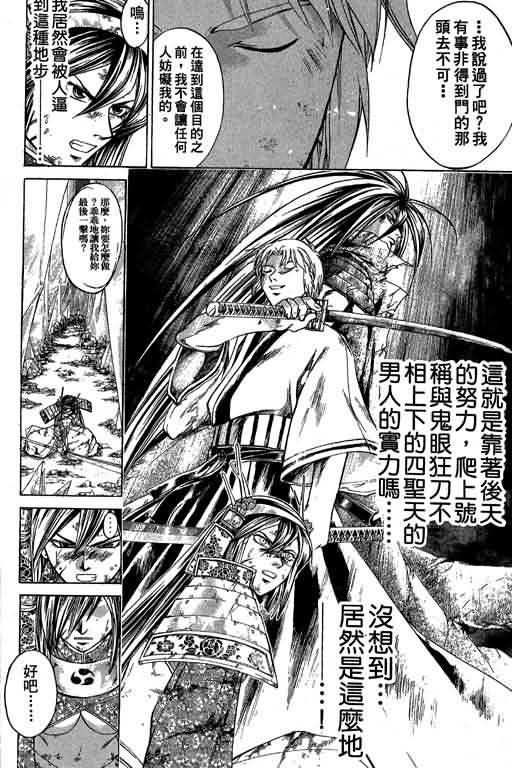 …我說過了吧？我
有事非得到門的那
頭去不可…
在達到這個目的之
前，我不會讓任何
人妨礙我的。
嗚…
我居然會被人逼
到這種地步
……
這就是靠著後天
的努力，爬上號
稱與鬼眼狂刀不
相上下的四聖天的
男人的實力嗎……
沒想到…
居然是這麼地
……！
那麼，妳要怎麼做
？乖乖地讓我給妳
最後一擊嗎？
……
好吧……